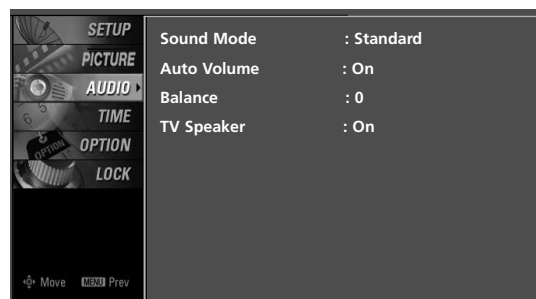 SETUP
PICTURE
AUDIO
TIME
OPTION
LOCK
Sound Mode : Standard
Auto Volume : On
Balance : 0
TV Speaker : On
Move MENU Prev